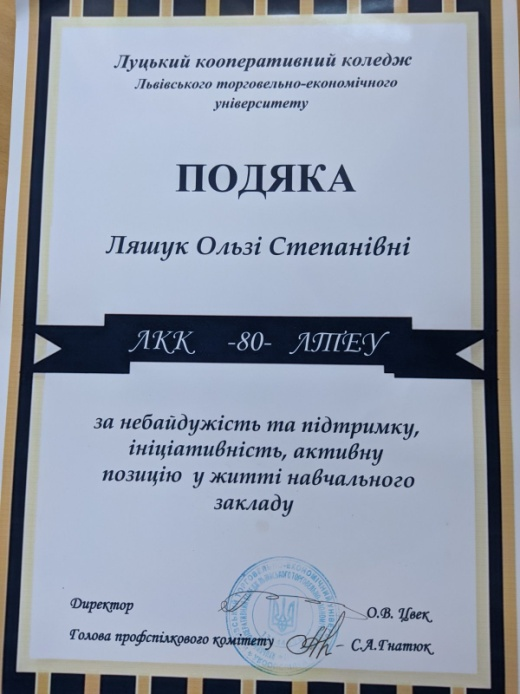 Луцький кооперативний коледж
Львівського торговельно-економічного
університету
ПОДЯКА
Ляшук Ользі Степанівні
ЛКК -80- ЛТЕУ
за небайдужість та підтримку,
ініціативність, активну
позицію у житті навчального
закладу
Директор О.В. Цвек
Голова профспілкового комітету С.А.Гнатюк